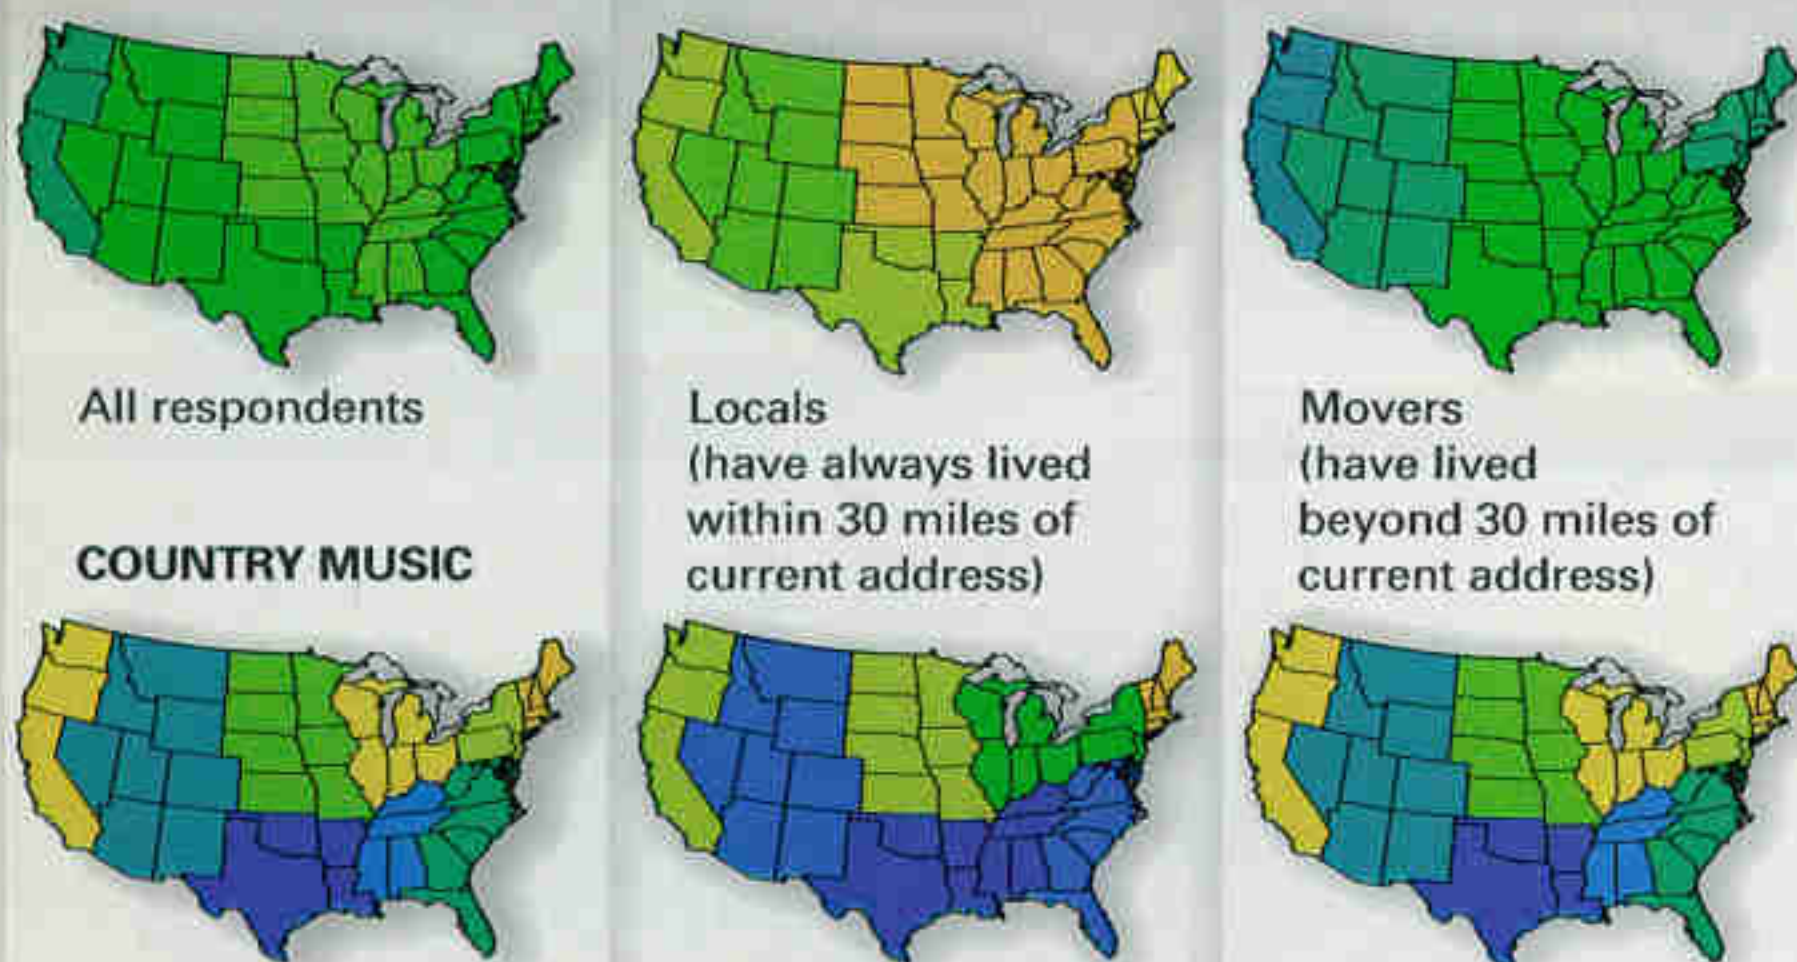 All respondents
Locals
(have always lived
within 30 miles of
current address)
Movers
(have lived
beyond 30 miles of
current address)
COUNTRY MUSIC